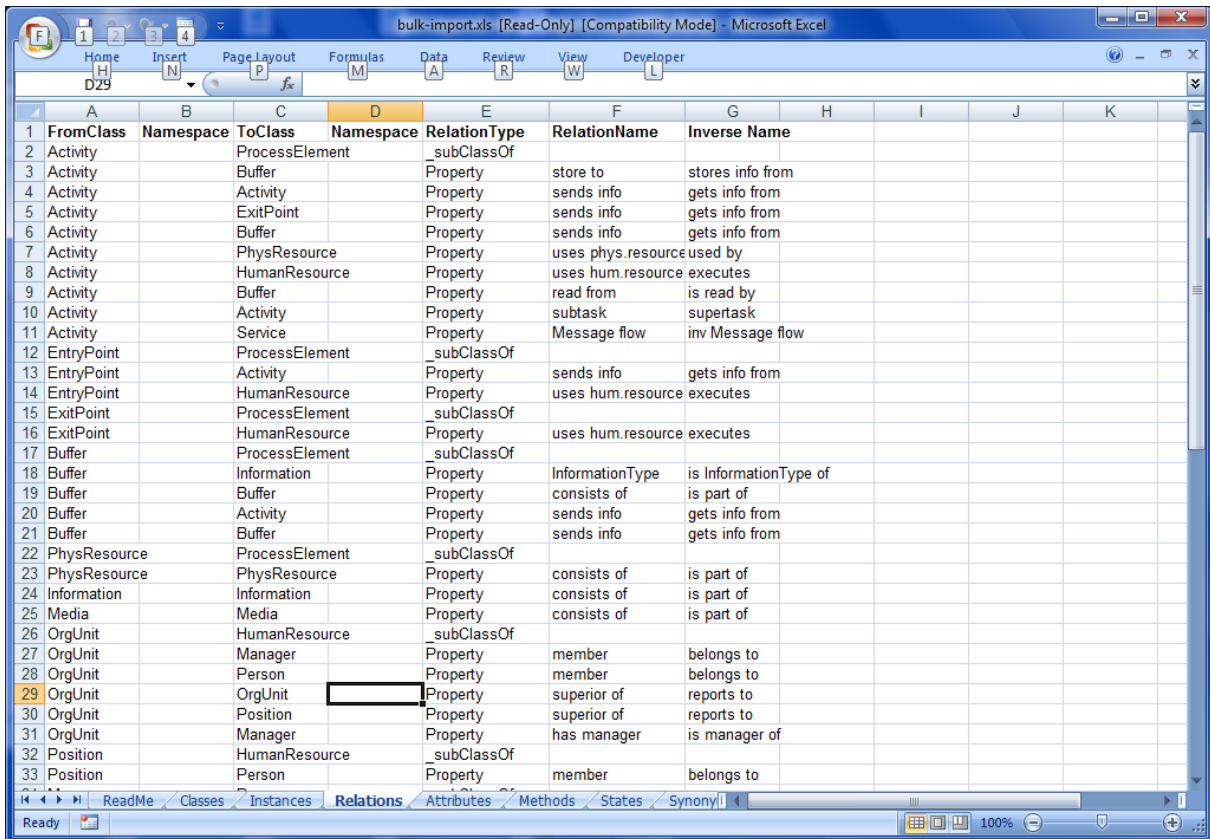 bulk-import.xls [Read-Only] [Compatibility Mode] - Microsoft Excel
F 1 2 3 4
Home Insert Page Layout Formulas Data Review View Developer
H N P M A R W L
D29 fx
A B C D E F G H I J K
1 FromClass Namespace ToClass Namespace RelationType RelationName Inverse Name
2 Activity ProcessElement _subClassOf
3 Activity Buffer Property store to stores info from
4 Activity Activity Property sends info gets info from
5 Activity ExitPoint Property sends info gets info from
6 Activity Buffer Property sends info gets info from
7 Activity PhysResource Property uses phys.resource used by
8 Activity HumanResource Property uses hum.resource executes
9 Activity Buffer Property read from is read by
10 Activity Activity Property subtask supertask
11 Activity Service Property Message flow inv Message flow
12 EntryPoint ProcessElement _subClassOf
13 EntryPoint Activity Property sends info gets info from
14 EntryPoint HumanResource Property uses hum.resource executes
15 ExitPoint ProcessElement _subClassOf
16 ExitPoint HumanResource Property uses hum.resource executes
17 Buffer ProcessElement _subClassOf
18 Buffer Information Property InformationType is InformationType of
19 Buffer Buffer Property consists of is part of
20 Buffer Activity Property sends info gets info from
21 Buffer Buffer Property sends info gets info from
22 PhysResource ProcessElement _subClassOf
23 PhysResource PhysResource Property consists of is part of
24 Information Information Property consists of is part of
25 Media Media Property consists of is part of
26 OrgUnit HumanResource _subClassOf
27 OrgUnit Manager Property member belongs to
28 OrgUnit Person Property member belongs to
29 OrgUnit OrgUnit Property superior of reports to
30 OrgUnit Position Property superior of reports to
31 OrgUnit Manager Property has manager is manager of
32 Position HumanResource _subClassOf
33 Position Person Property member belongs to
ReadMe Classes Instances Relations Attributes Methods States Synony
Ready 100%